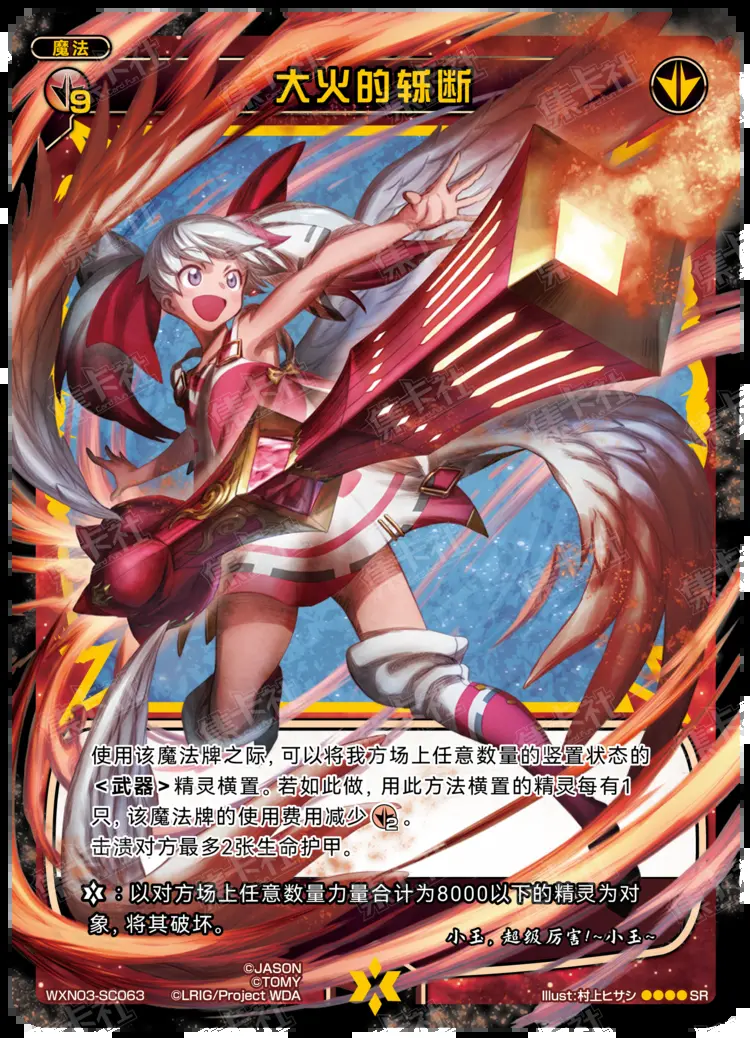 魔法
9
大火的轹断
使用该魔法牌之际, 可以将我方场上任意数量的竖置状态的
<武器>精灵横置。若如此做, 用此方法横置的精灵每有1
只, 该魔法牌的使用费用减少2。
击溃对方最多2张生命护甲。
：以对方场上任意数量力量合计为8000以下的精灵为对
象, 将其破坏。
小玉, 超级厉害!~小玉~
©JASON
©TOMY
WXN03-SC063 ©LRIG/Project WDA
Illust:村上ヒサシ ●●●●SR
集卡社